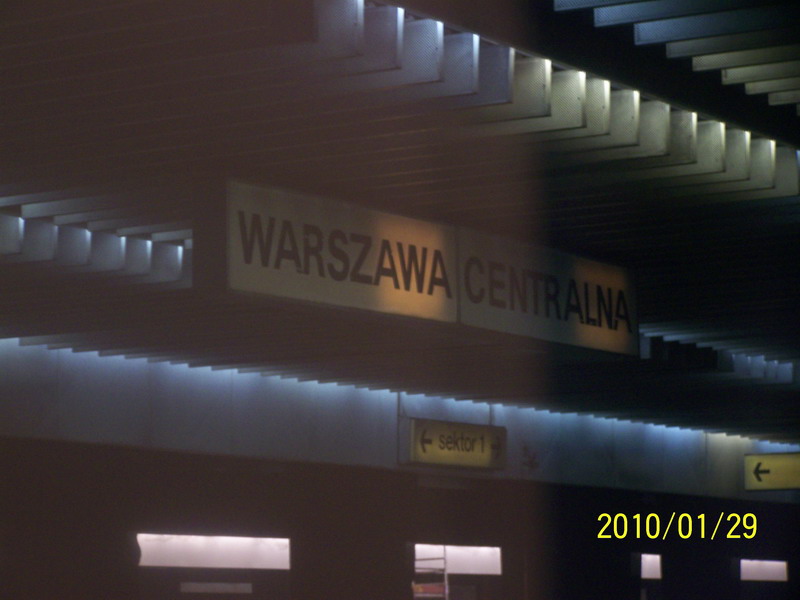 WARSZAWA CENTRALNA
← sektor 1 →
←
2010/01/29